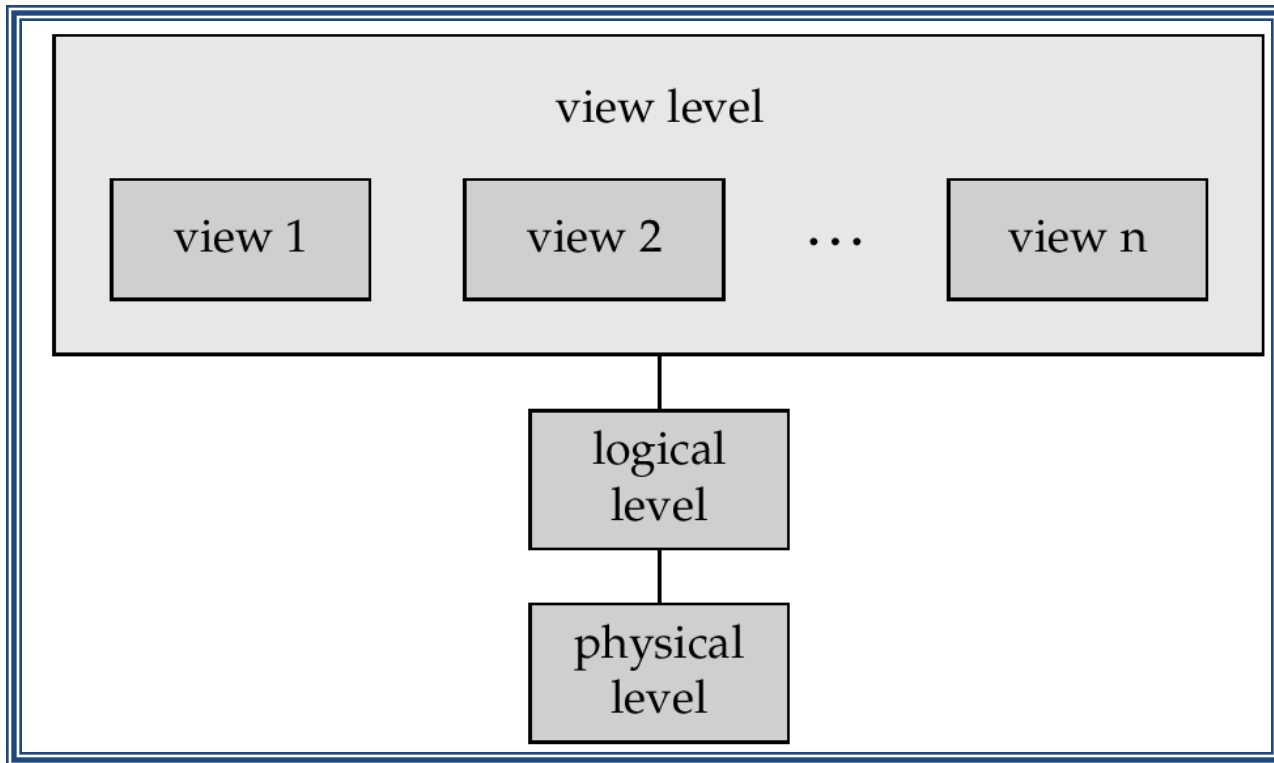 view level
view 1
view 2
...
view n
logical
level
physical
level